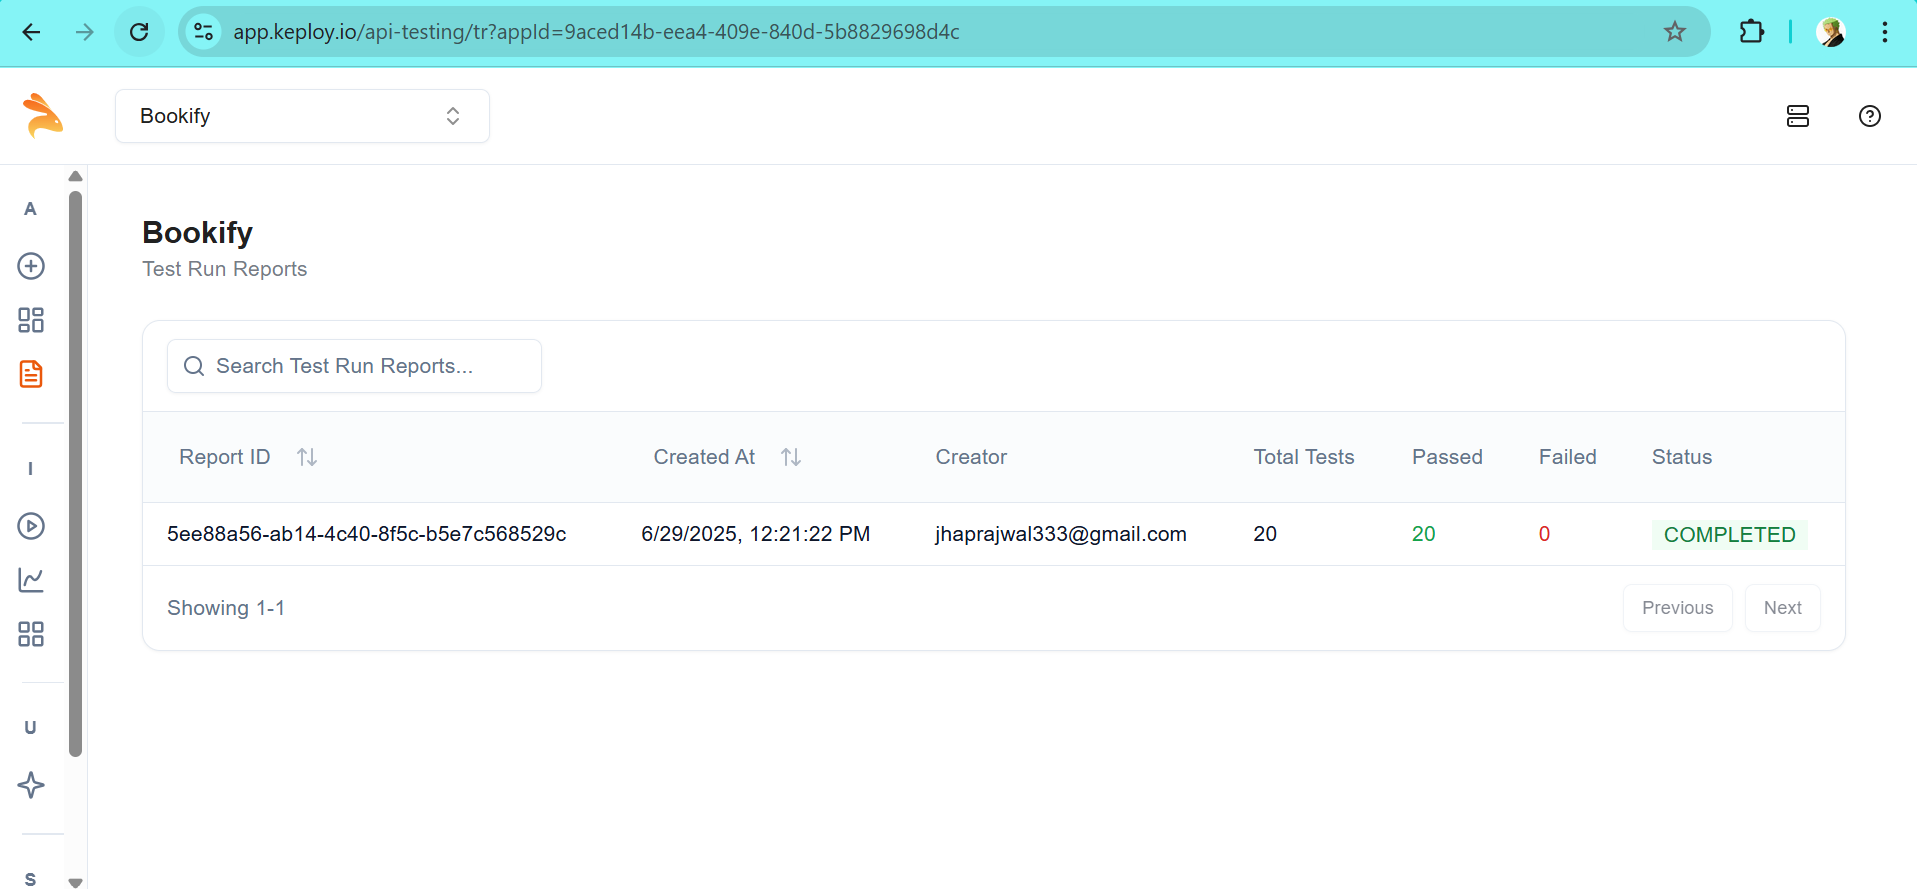 app.keploy.io/api-testing/tr?appId=9aced14b-eea4-409e-840d-5b8829698d4c
Bookify
A
Bookify
Test Run Reports
Search Test Run Reports...
Report ID Created At Creator Total Tests Passed Failed Status
I
5ee88a56-ab14-4c40-8f5c-b5e7c568529c 6/29/2025, 12:21:22 PM jhaprajwal333@gmail.com 20 20 0 COMPLETED
Showing 1-1 Previous Next
U
S